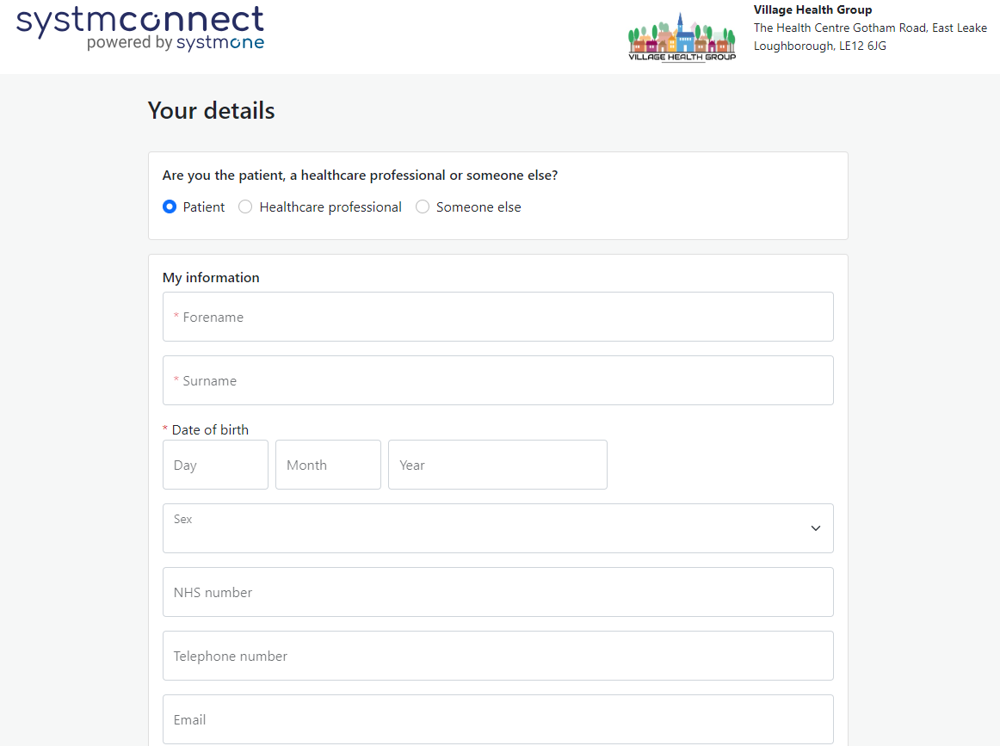 systmconnect
powered by systmone
VILLAGE HEALTH GROUP
Village Health Group
The Health Centre Gotham Road, East Leake
Loughborough, LE12 6JG
Your details
Are you the patient, a healthcare professional or someone else?
Patient Healthcare professional Someone else
My information
* Forename
* Surname
* Date of birth
Day Month Year
Sex
NHS number
Telephone number
Email